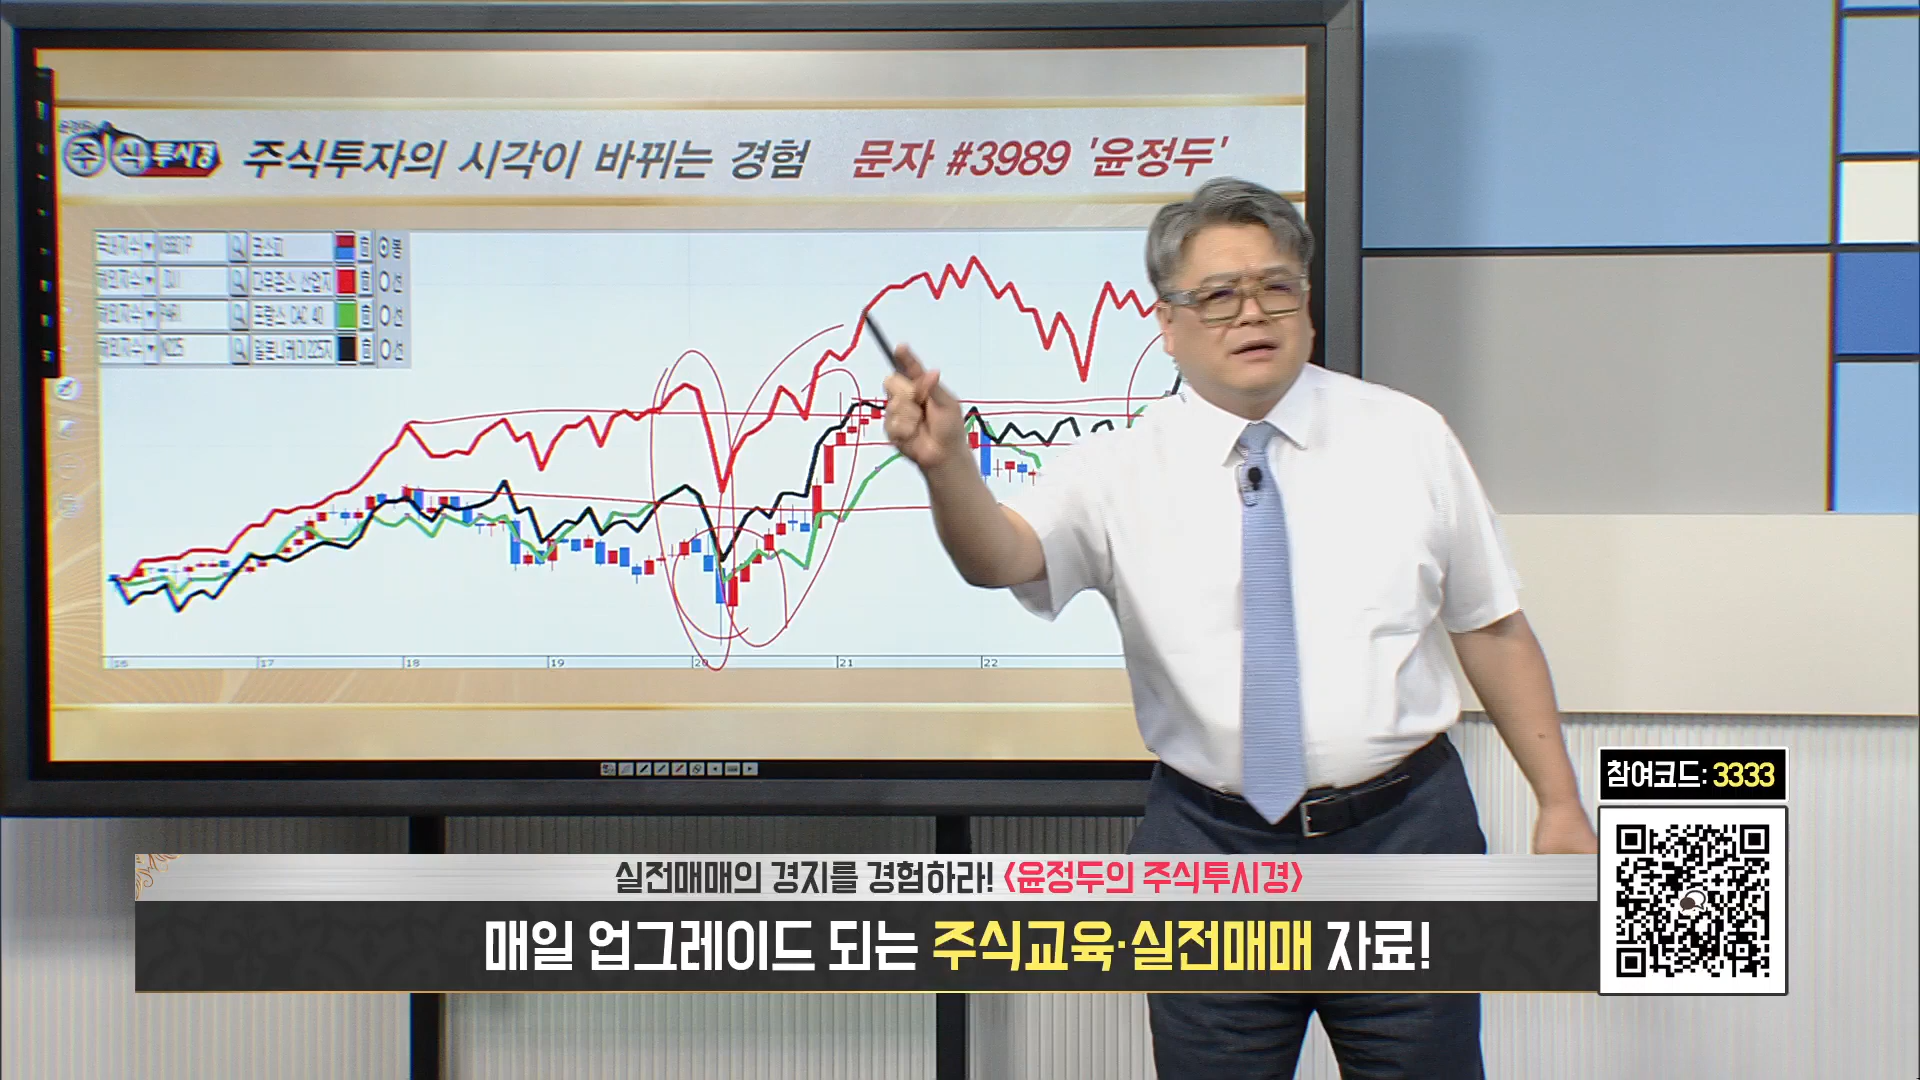 주식투시경 주식투자의 시각이 바뀌는 경험 문자 #3989 '윤정두'
코스피
다우존스 산업지
프랑스 CAC 40
일본니케이225지
봉
선
선
선
16 17 18 19 20 21 22
참여코드: 3333
실전매매의 경지를 경험하라! <윤정두의 주식투시경>
매일 업그레이드 되는 주식교육·실전매매 자료!